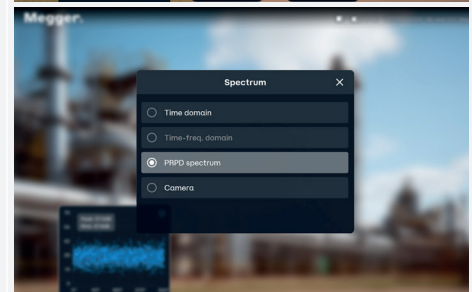 Megger.
Spectrum
Time domain
Time-freq. domain
PRPD spectrum
Camera